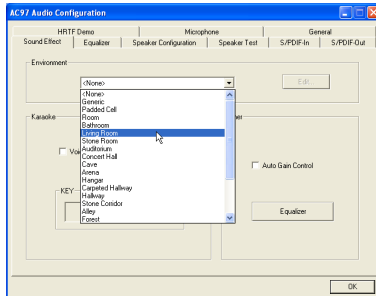 AC97 Audio Configuration
HRTF Demo Microphone General
Sound Effect Equalizer Speaker Configuration Speaker Test S/PDIF-In S/PDIF-Out
Environment
<None>
Edit...
<None>
Generic
Padded Cell
Room
Bathroom
Living Room
Stone Room
Auditorium
Concert Hall
Cave
Arena
Hangar
Carpeted Hallway
Hallway
Stone Corridor
Alley
Forest
Karaoke
Auto Gain Control
KEY
Equalizer
OK